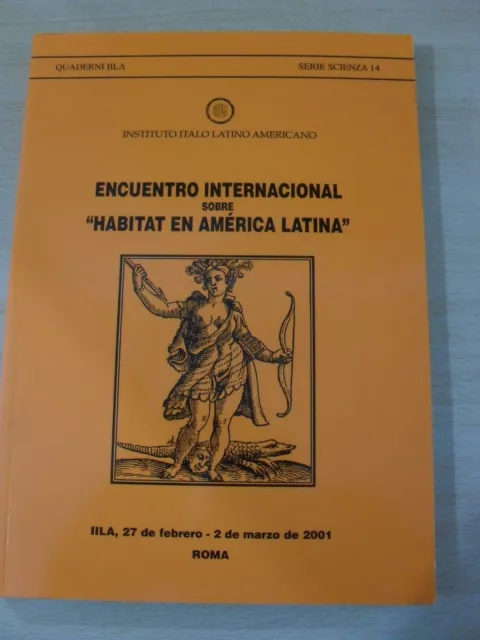 QUADERNI IILA SERIE SCIENZA 14
INSTITUTO ITALO LATINO AMERICANO
ENCUENTRO INTERNACIONAL
SOBRE
"HABITAT EN AMÉRICA LATINA"
IILA, 27 de febrero - 2 de marzo de 2001
ROMA